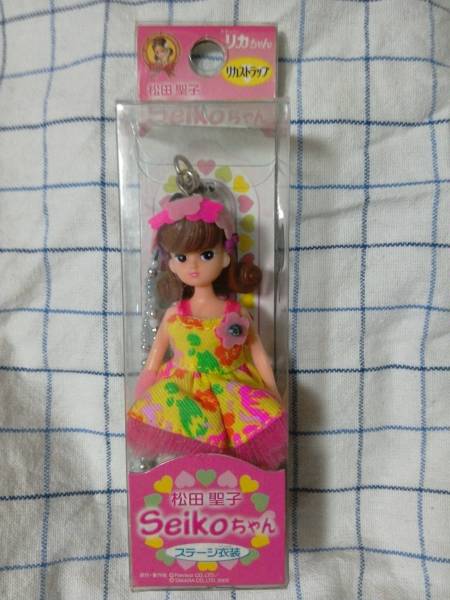 リカちゃん
リカストラップ
松田 聖子
Seikoちゃん
松田 聖子
Seikoちゃん
ステージ衣装